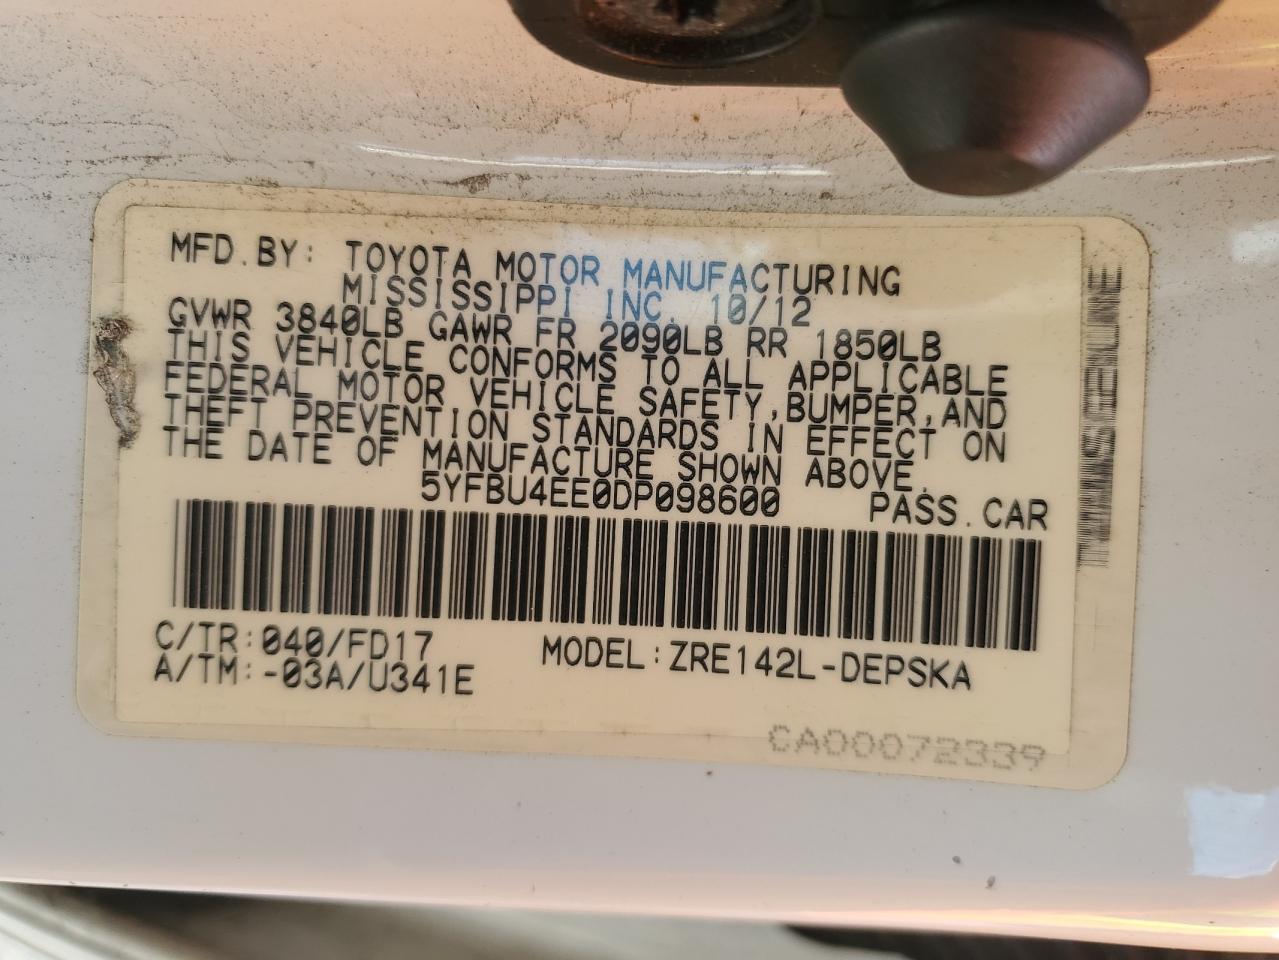 MFD.BY: TOYOTA MOTOR MANUFACTURING
MISSISSIPPI INC. 10/12
GVWR 3840LB GAWR FR 2090LB RR 1850LB
THIS VEHICLE CONFORMS TO ALL APPLICABLE
FEDERAL MOTOR VEHICLE SAFETY,BUMPER,AND
THEFT PREVENTION STANDARDS IN EFFECT ON
THE DATE OF MANUFACTURE SHOWN ABOVE.
5YFBU4EE0DP098600 PASS.CAR
C/TR:040/FD17 MODEL:ZRE142L-DEPSKA
A/TM:-03A/U341E
CA00072339